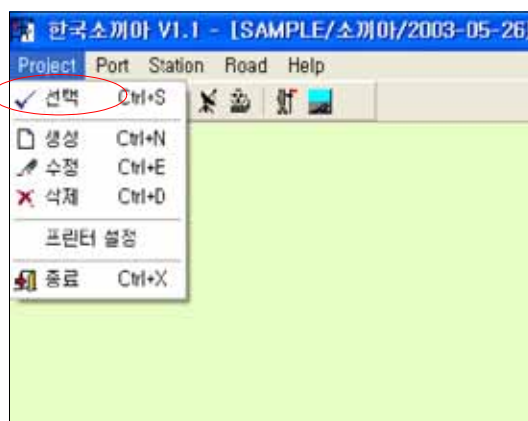 한국소끼아 V1.1 - [SAMPLE/소끼아/2003-05-26
Project Port Station Road Help
선택 Ctrl+S
생성 Ctrl+N
수정 Ctrl+E
삭제 Ctrl+D
프린터 설정
종료 Ctrl+X